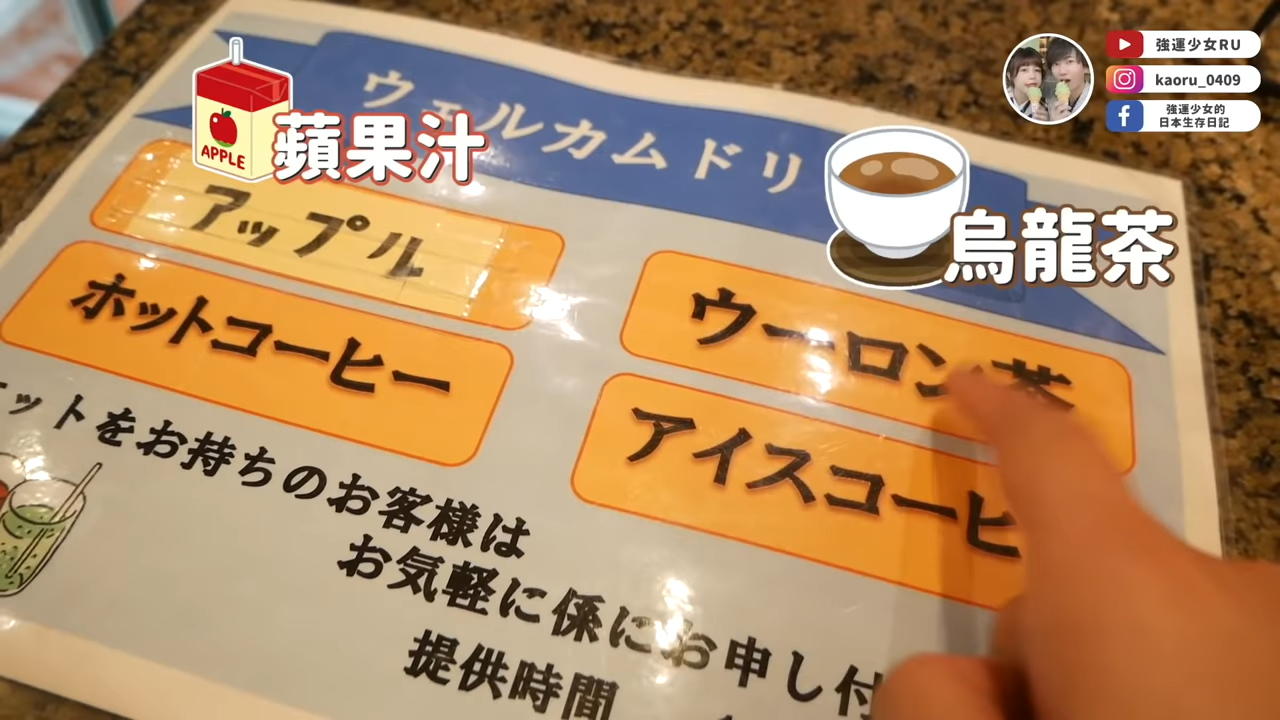 強運少女RU
kaoru_0409
強運少女的
日本生存日記
ウェルカムドリ
APPLE
蘋果汁
烏龍茶
アップル
ウーロン茶
ホットコーヒー
アイスコーヒ
ットをお持ちのお客様は
お気軽に係にお申し付
提供時間